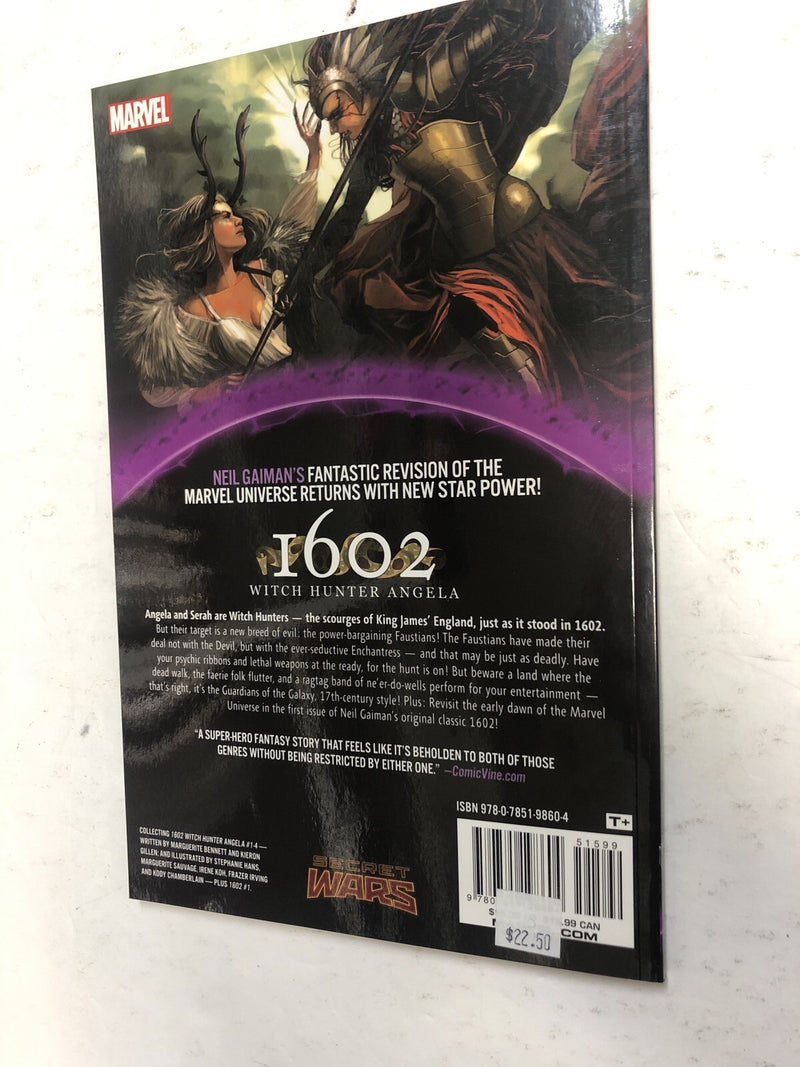 MARVEL
NEIL GAIMAN'S FANTASTIC REVISION OF THE
MARVEL UNIVERSE RETURNS WITH NEW STAR POWER!
1602
WITCH HUNTER ANGELA
Angela and Serah are Witch Hunters — the scourges of King James' England, just as it stood in 1602.
But their target is a new breed of evil: the power-bargaining Faustians! The Faustians have made their
deal not with the Devil, but with the ever-seductive Enchantress — and that may be just as deadly. Have
your psychic ribbons and lethal weapons at the ready, for the hunt is on! But beware a land where the
dead walk, the faerie folk flutter, and a ragtag band of ne'er-do-wells perform for your entertainment —
that's right, it's the Guardians of the Galaxy, 17th-century style! Plus: Revisit the early dawn of the Marvel
Universe in the first issue of Neil Gaiman's original classic 1602!
"A SUPER-HERO FANTASY STORY THAT FEELS LIKE IT'S BEHOLDEN TO BOTH OF THOSE
GENRES WITHOUT BEING RESTRICTED BY EITHER ONE." —ComicVine.com
COLLECTING 1602 WITCH HUNTER ANGELA #1-4 —
WRITTEN BY MARGUERITE BENNETT AND KIERON
GILLEN, AND ILLUSTRATED BY STEPHANIE HANS,
MARGUERITE SAUVAGE, IRENE KOH, FRAZER IRVING
AND KODY CHAMBERLAIN — PLUS 1602 #1.
SECRET
WARS
ISBN 978-0-7851-9860-4
T+
51599
9 780
.99 CAN
COM
$22.50